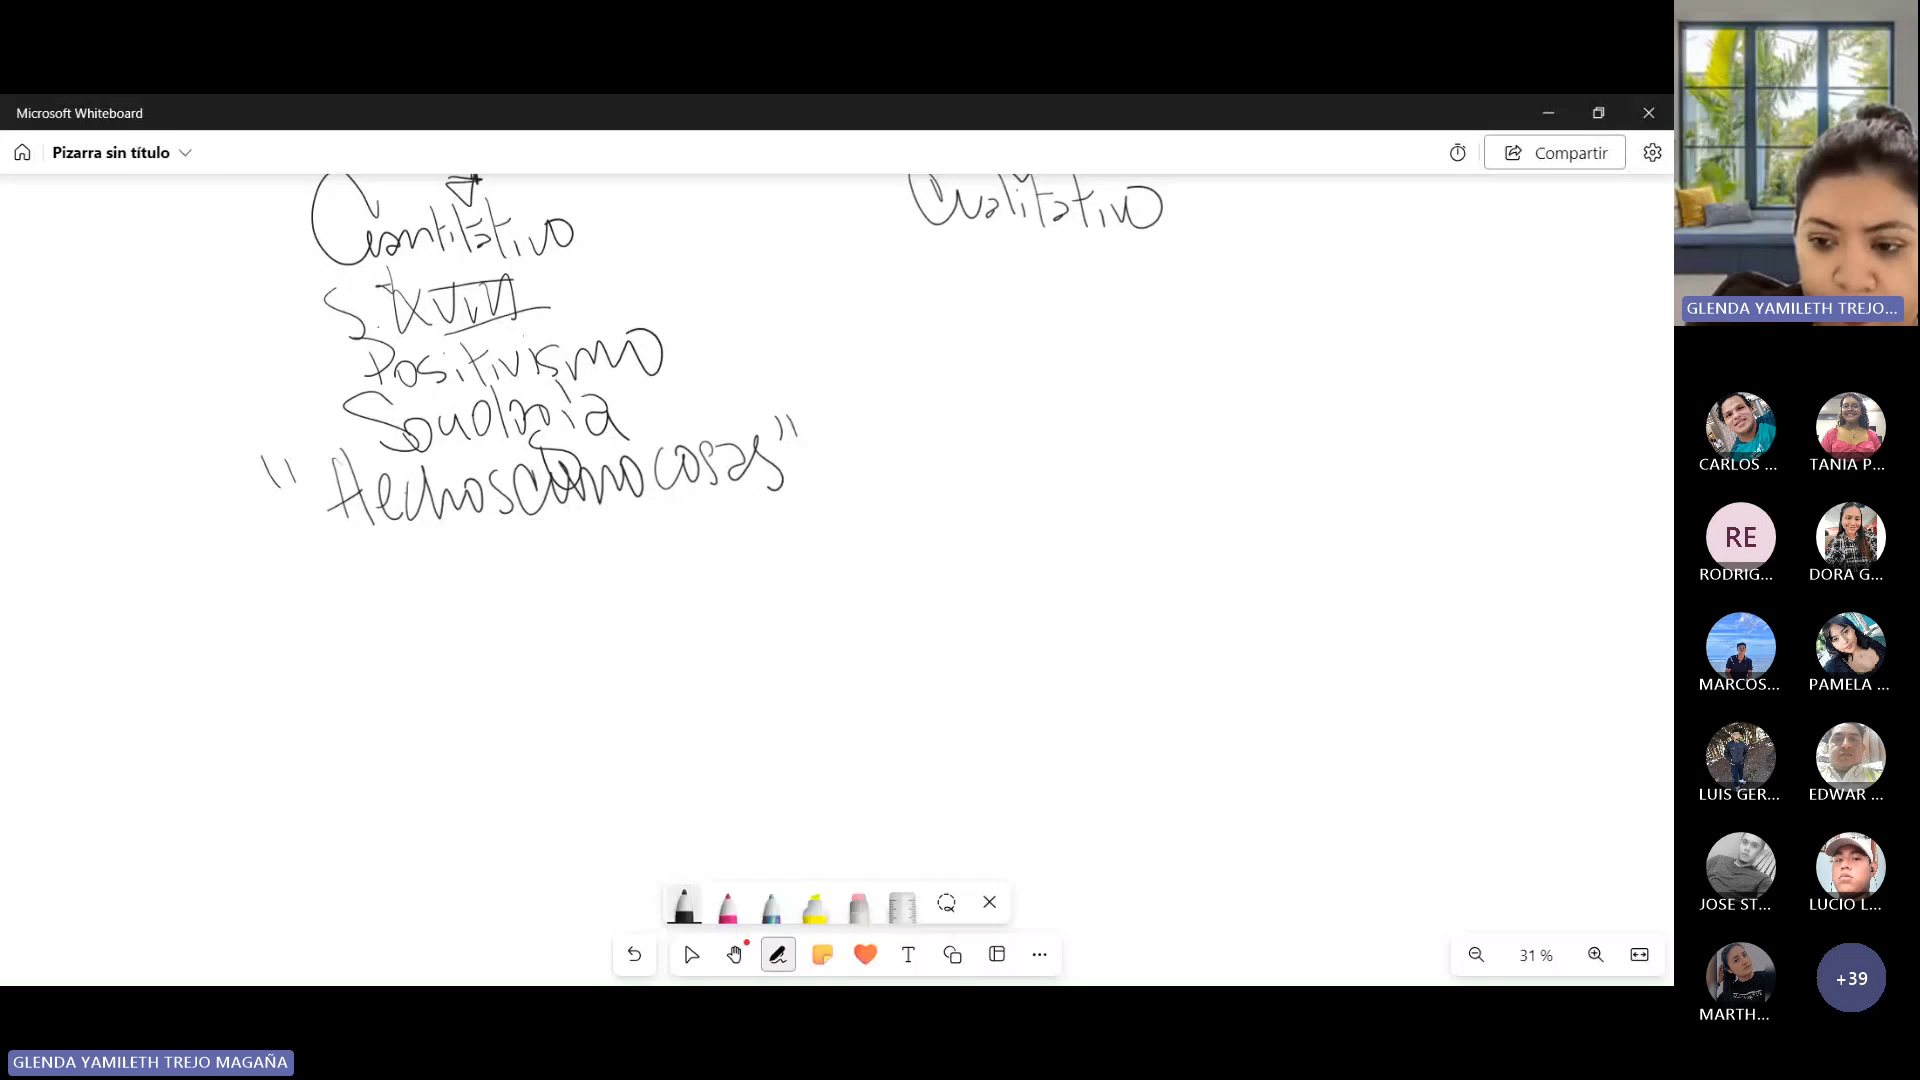 Microsoft Whiteboard
Pizarra sin título
Compartir
Cuantitativo
Cualitativo
S. XVIII
Positivismo
Sociología
"Hechos como cosas"
31 %
GLENDA YAMILETH TREJO...
CARLOS ...
TANIA P...
RE
RODRIG...
DORA G...
MARCOS...
PAMELA ...
LUIS GER...
EDWAR ...
JOSE ST...
LUCIO L...
MARTH...
+39
GLENDA YAMILETH TREJO MAGAÑA